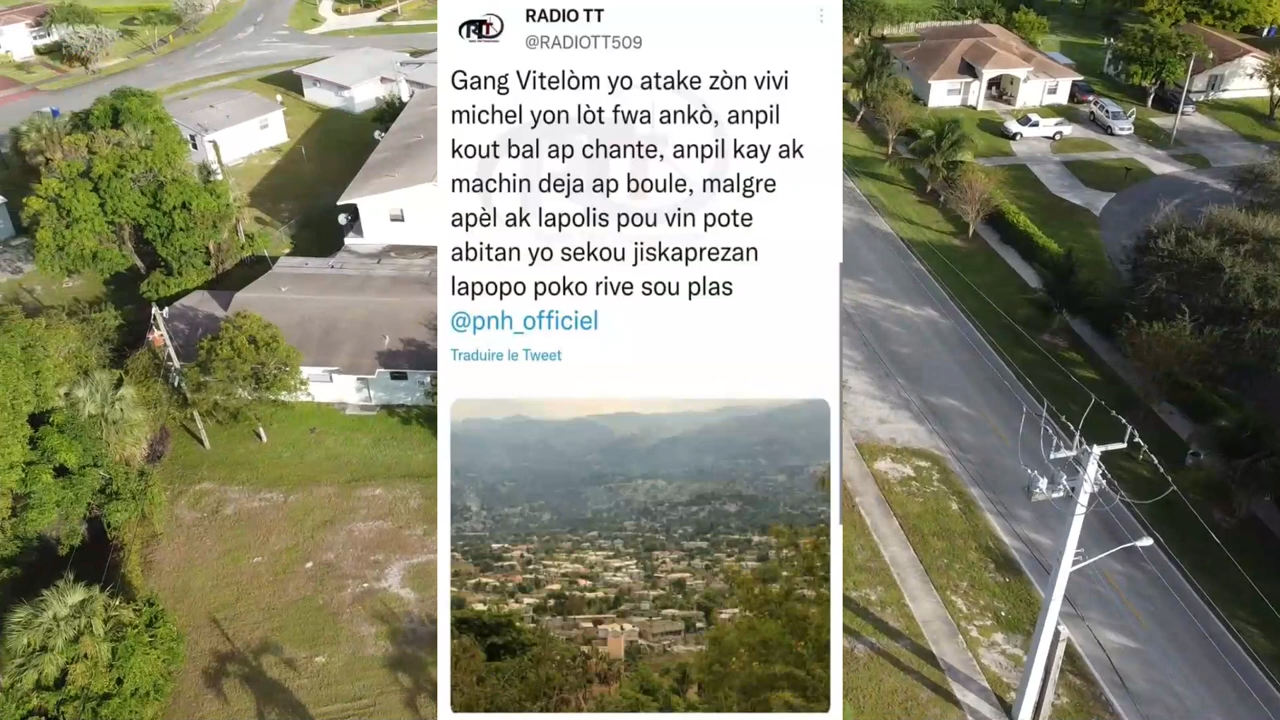 RADIO TT
@RADIOTT509
Gang Vitelòm yo atake zòn vivi
michel yon lòt fwa ankò, anpil
kout bal ap chante, anpil kay ak
machin deja ap boule, malgre
apèl ak lapolis pou vin pote
abitan yo sekou jiskaprezan
lapopo poko rive sou plas
@pnh_officiel
Traduire le Tweet